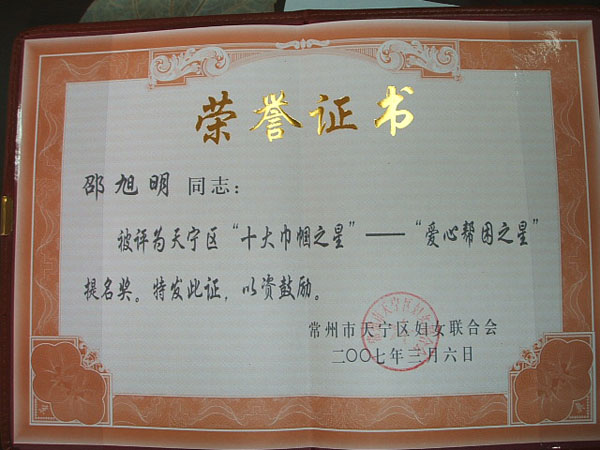 荣誉证书
邵旭明 同志：
被评为天宁区“十大巾帼之星”——“爱心帮困之星”
提名奖。特发此证，以资鼓励。
常州市天宁区妇女联合会
二〇〇七年三月六日